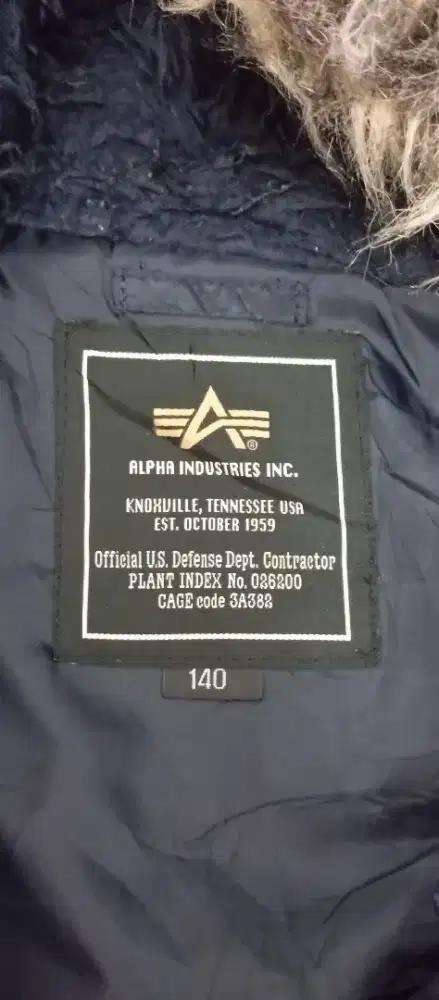 ®
ALPHA INDUSTRIES INC.
KNOXVILLE, TENNESSEE USA
EST. OCTOBER 1959
Official U.S. Defense Dept. Contractor
PLANT INDEX No. 026200
CAGE code 3A382
140